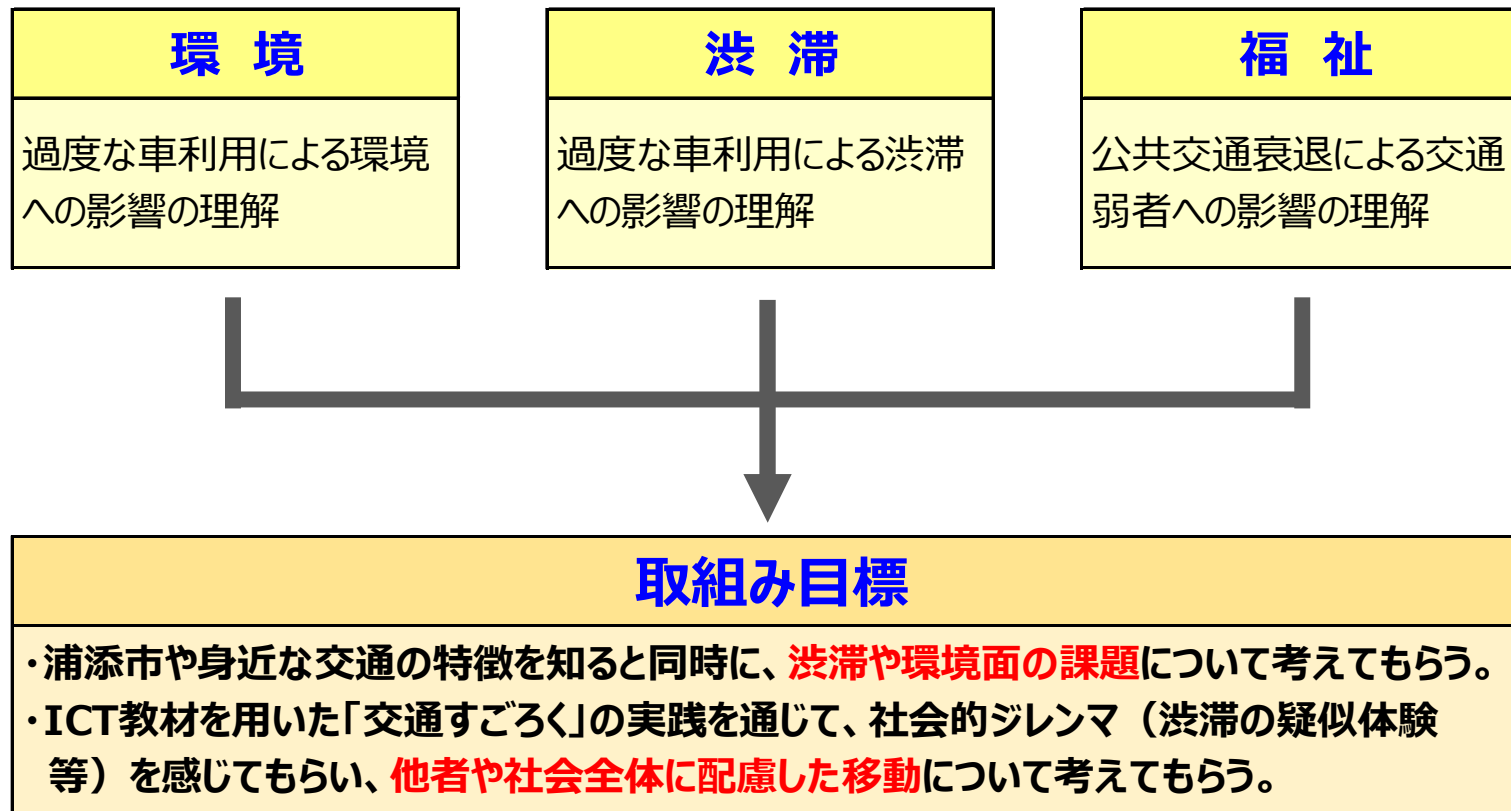 環 境
過度な車利用による環境
への影響の理解
渋 滞
過度な車利用による渋滞
への影響の理解
福 祉
公共交通衰退による交通
弱者への影響の理解
取組み目標
・浦添市や身近な交通の特徴を知ると同時に、渋滞や環境面の課題について考えてもらう。
・ICT教材を用いた「交通すごろく」の実践を通じて、社会的ジレンマ（渋滞の疑似体験
等）を感じてもらい、他者や社会全体に配慮した移動について考えてもらう。